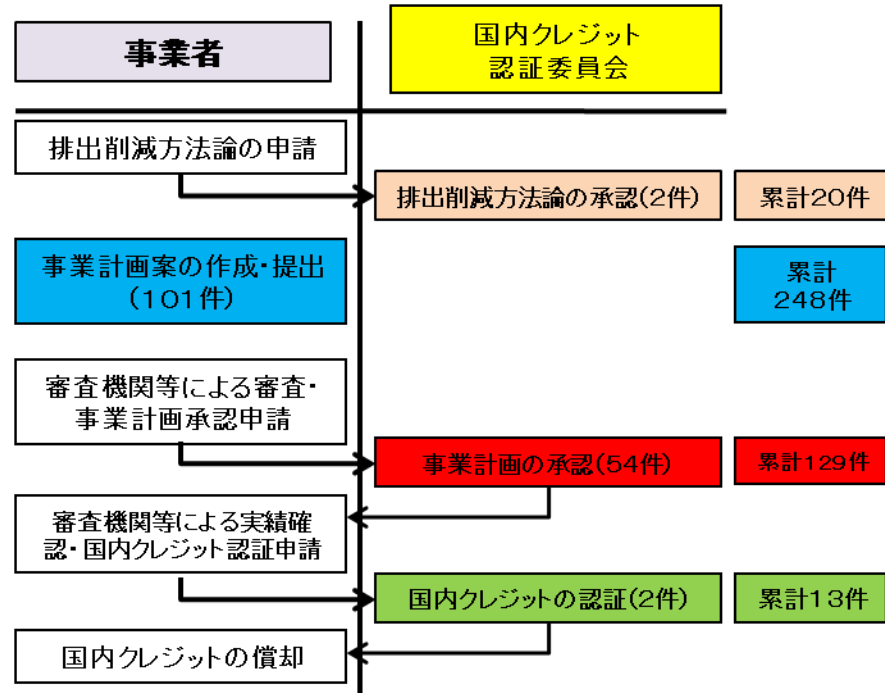 事業者
国内クレジット
認証委員会
排出削減方法論の申請
排出削減方法論の承認(2件)
累計20件
事業計画案の作成・提出
(101件)
累計
248件
審査機関等による審査・
事業計画承認申請
事業計画の承認(54件)
累計129件
審査機関等による実績確
認・国内クレジット認証申請
国内クレジットの認証(2件)
累計13件
国内クレジットの償却